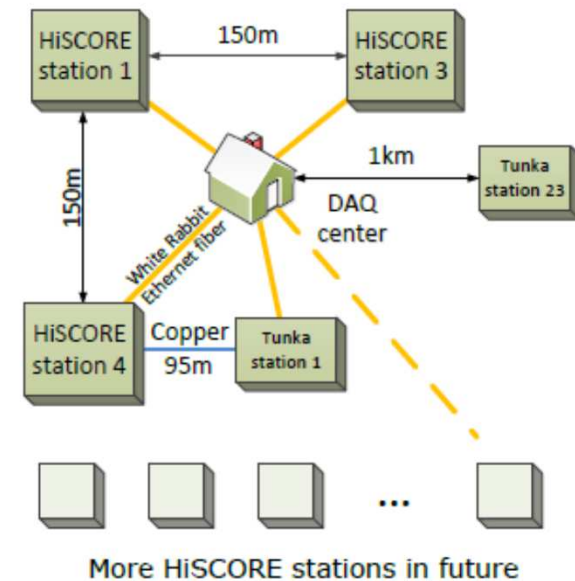 HiSCORE
station 1
150m
HiSCORE
station 3
1km
Tunka
station 23
DAQ
center
150m
White Rabbit
Ethernet fiber
HiSCORE
station 4
Copper
95m
Tunka
station 1
...
More HiSCORE stations in future